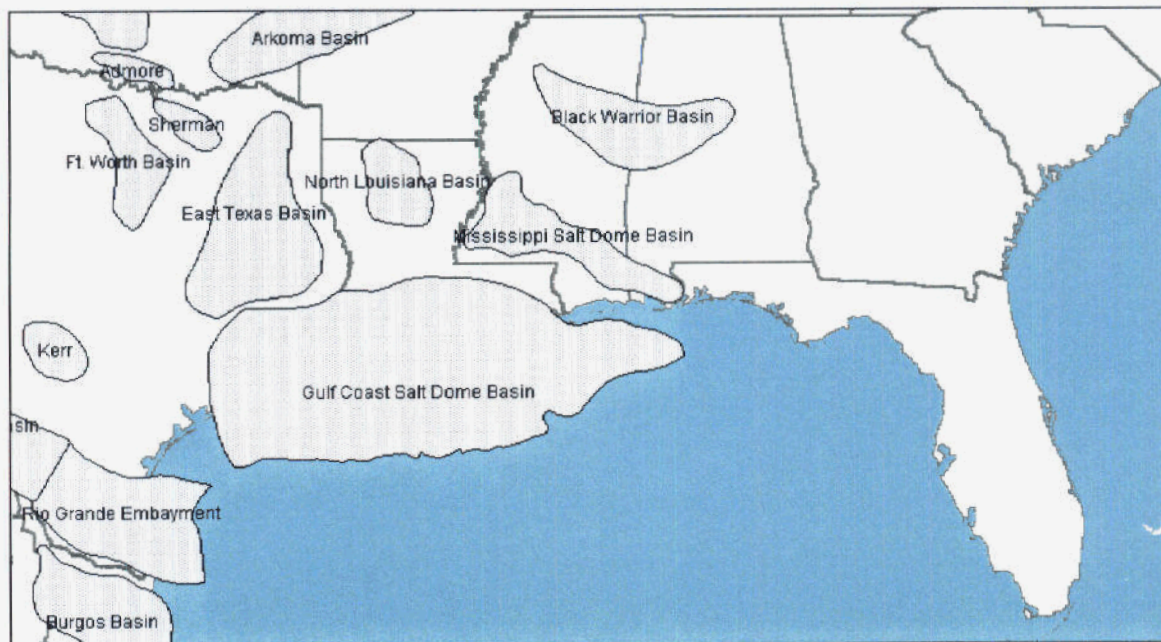 Arkoma Basin
Admore
Sherman
Black Warrior Basin
Ft. Worth Basin
North Louisiana Basin
East Texas Basin
Mississippi Salt Dome Basin
Kerr
Gulf Coast Salt Dome Basin
asin
Rio Grande Embayment
Burgos Basin